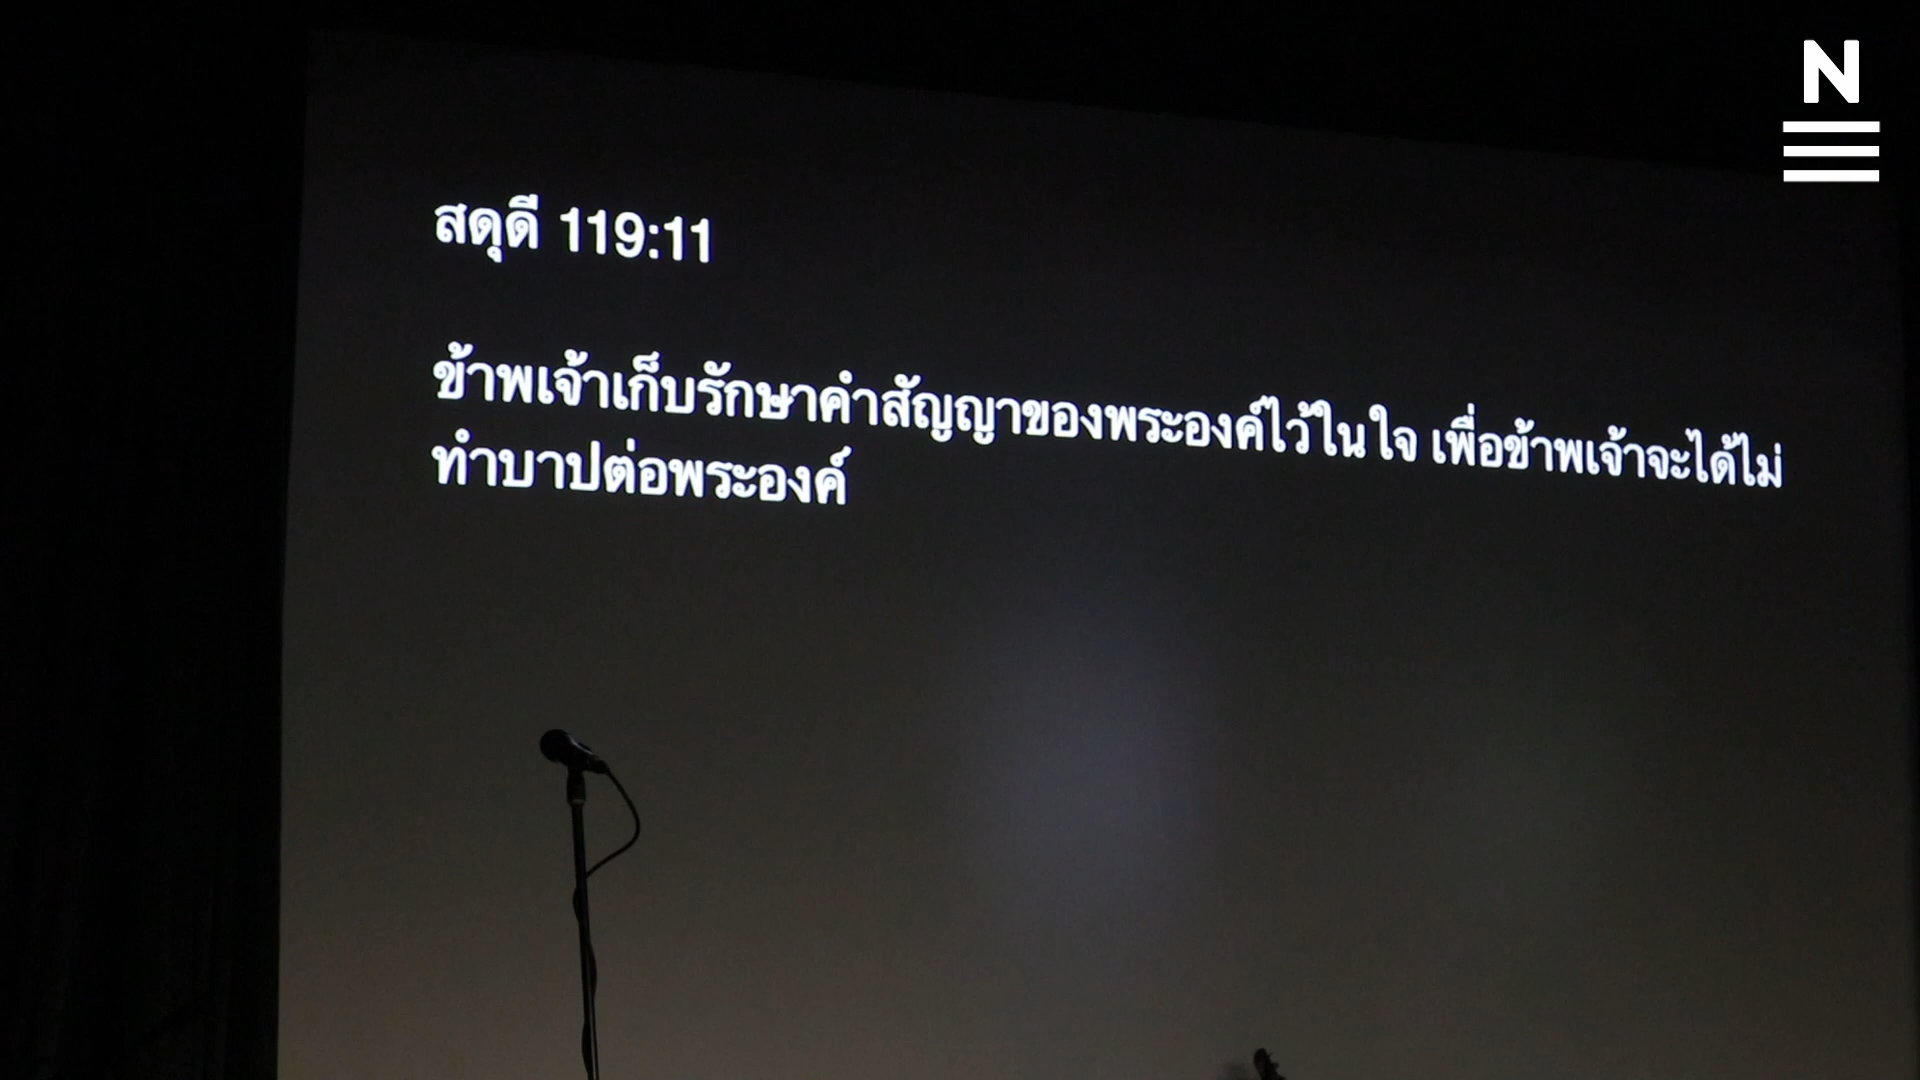 N
สดุดี 119:11
ข้าพเจ้าเก็บรักษาคำสัญญาของพระองค์ไว้ในใจ เพื่อข้าพเจ้าจะได้ไม่
ทำบาปต่อพระองค์